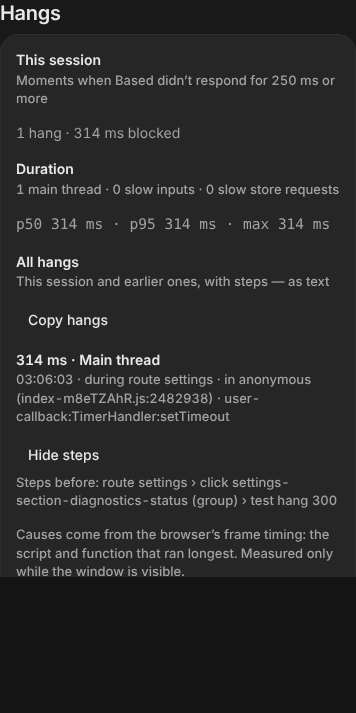 Hangs
This session
Moments when Based didn’t respond for 250 ms or
more
1 hang · 314 ms blocked
Duration
1 main thread · 0 slow inputs · 0 slow store requests
p50 314 ms · p95 314 ms · max 314 ms
All hangs
This session and earlier ones, with steps — as text
Copy hangs
314 ms · Main thread
03:06:03 · during route settings · in anonymous
(index-m8eTZAhR.js:2482938) · user-
callback:TimerHandler:setTimeout
Hide steps
Steps before: route settings › click settings-
section-diagnostics-status (group) › test hang 300
Causes come from the browser’s frame timing: the
script and function that ran longest. Measured only
while the window is visible.